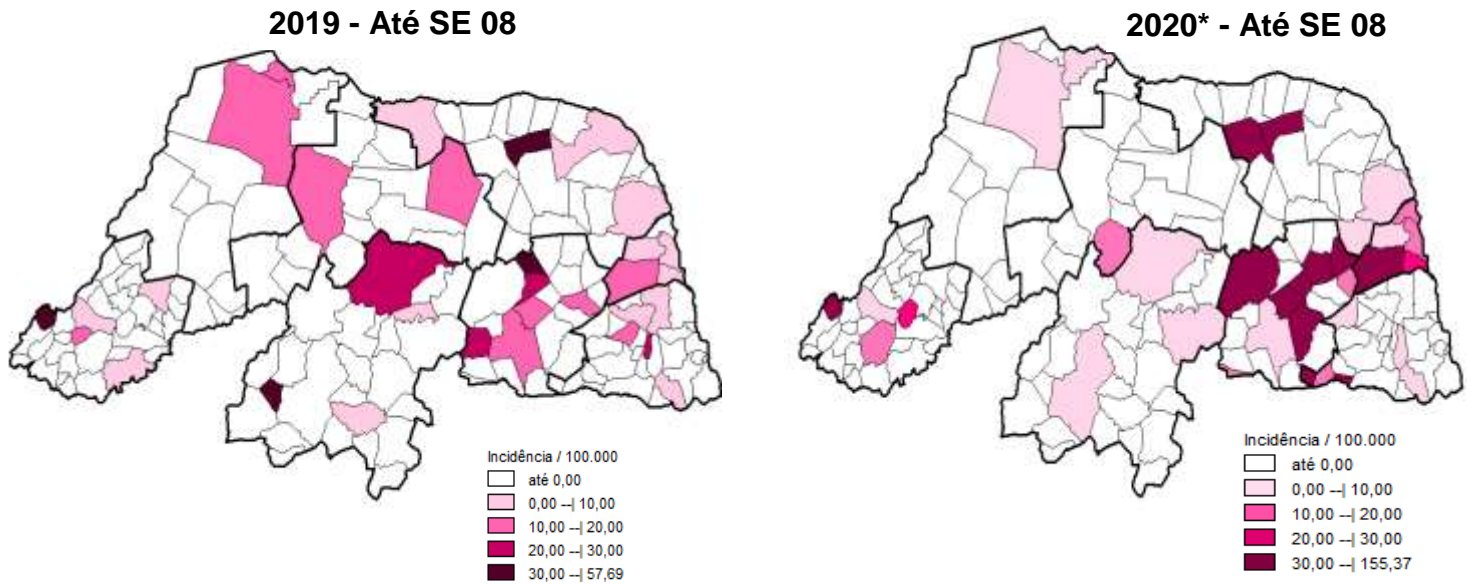 2019 - Até SE 08
Incidência / 100.000
até 0,00
0,00 --| 10,00
10,00 --| 20,00
20,00 --| 30,00
30,00 --| 57,69
2020* - Até SE 08
Incidência / 100.000
até 0,00
0,00 --| 10,00
10,00 --| 20,00
20,00 --| 30,00
30,00 --| 155,37